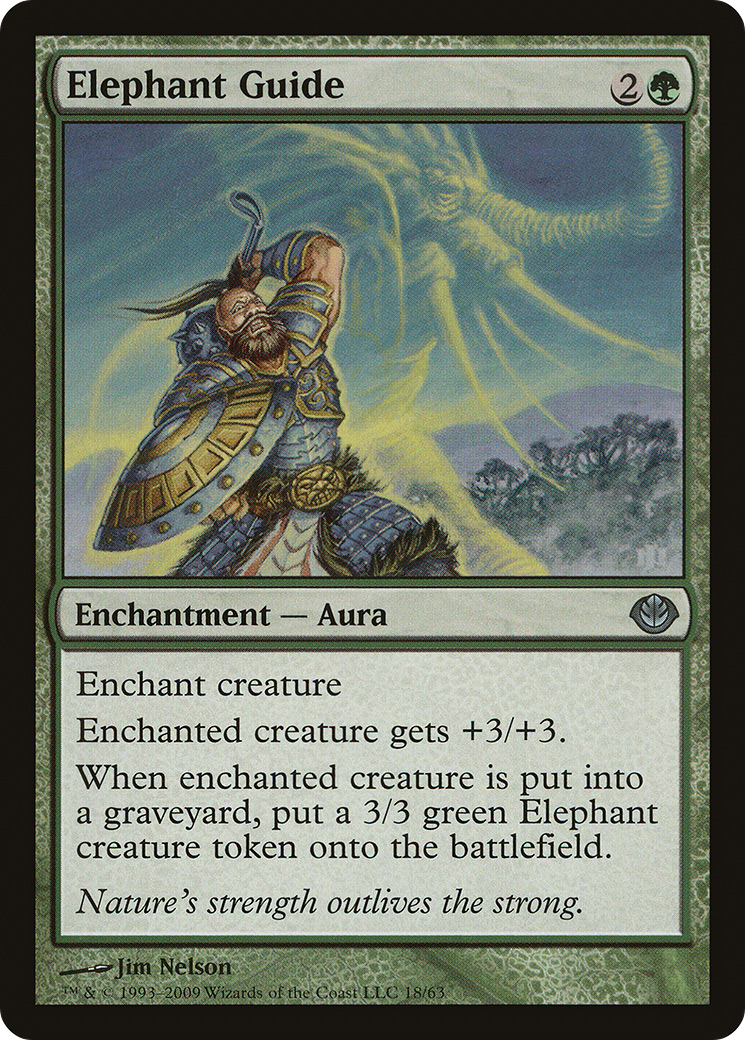 Elephant Guide 2
Enchantment — Aura
Enchant creature
Enchanted creature gets +3/+3.
When enchanted creature is put into
a graveyard, put a 3/3 green Elephant
creature token onto the battlefield.
Nature's strength outlives the strong.
Jim Nelson
™ & © 1993–2009 Wizards of the Coast LLC 18/63